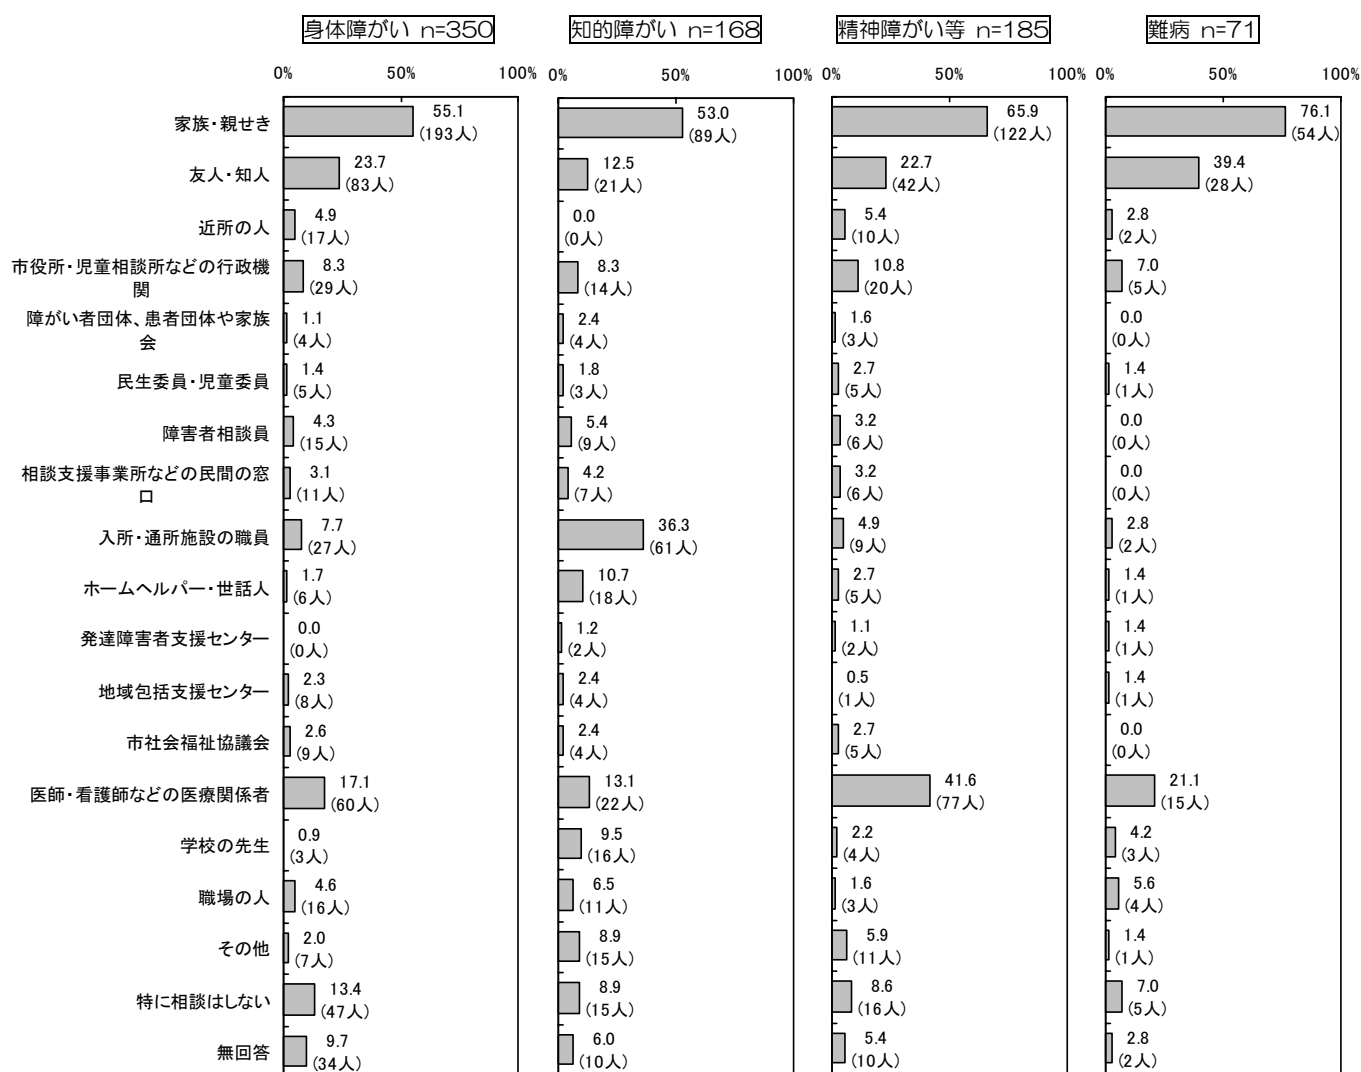 身体障がい n=350
知的障がい n=168
精神障がい等 n=185
難病 n=71
0% 50% 100% 0% 50% 100% 0% 50% 100% 0% 50% 100%
家族・親せき 55.1 53.0 65.9 76.1
(193人) (89人) (122人) (54人)
友人・知人 23.7 12.5 22.7 39.4
(83人) (21人) (42人) (28人)
近所の人 4.9 0.0 5.4 2.8
(17人) (0人) (10人) (2人)
市役所・児童相談所などの行政機 8.3 8.3 10.8 7.0
関 (29人) (14人) (20人) (5人)
障がい者団体、患者団体や家族 1.1 2.4 1.6 0.0
会 (4人) (4人) (3人) (0人)
民生委員・児童委員 1.4 1.8 2.7 1.4
(5人) (3人) (5人) (1人)
障害者相談員 4.3 5.4 3.2 0.0
(15人) (9人) (6人) (0人)
相談支援事業所などの民間の窓 3.1 4.2 3.2 0.0
口 (11人) (7人) (6人) (0人)
入所・通所施設の職員 7.7 36.3 4.9 2.8
(27人) (61人) (9人) (2人)
ホームヘルパー・世話人 1.7 10.7 2.7 1.4
(6人) (18人) (5人) (1人)
発達障害者支援センター 0.0 1.2 1.1 1.4
(0人) (2人) (2人) (1人)
地域包括支援センター 2.3 2.4 0.5 1.4
(8人) (4人) (1人) (1人)
市社会福祉協議会 2.6 2.4 2.7 0.0
(9人) (4人) (5人) (0人)
医師・看護師などの医療関係者 17.1 13.1 41.6 21.1
(60人) (22人) (77人) (15人)
学校の先生 0.9 9.5 2.2 4.2
(3人) (16人) (4人) (3人)
職場の人 4.6 6.5 1.6 5.6
(16人) (11人) (3人) (4人)
その他 2.0 8.9 5.9 1.4
(7人) (15人) (11人) (1人)
特に相談はしない 13.4 8.9 8.6 7.0
(47人) (15人) (16人) (5人)
無回答 9.7 6.0 5.4 2.8
(34人) (10人) (10人) (2人)